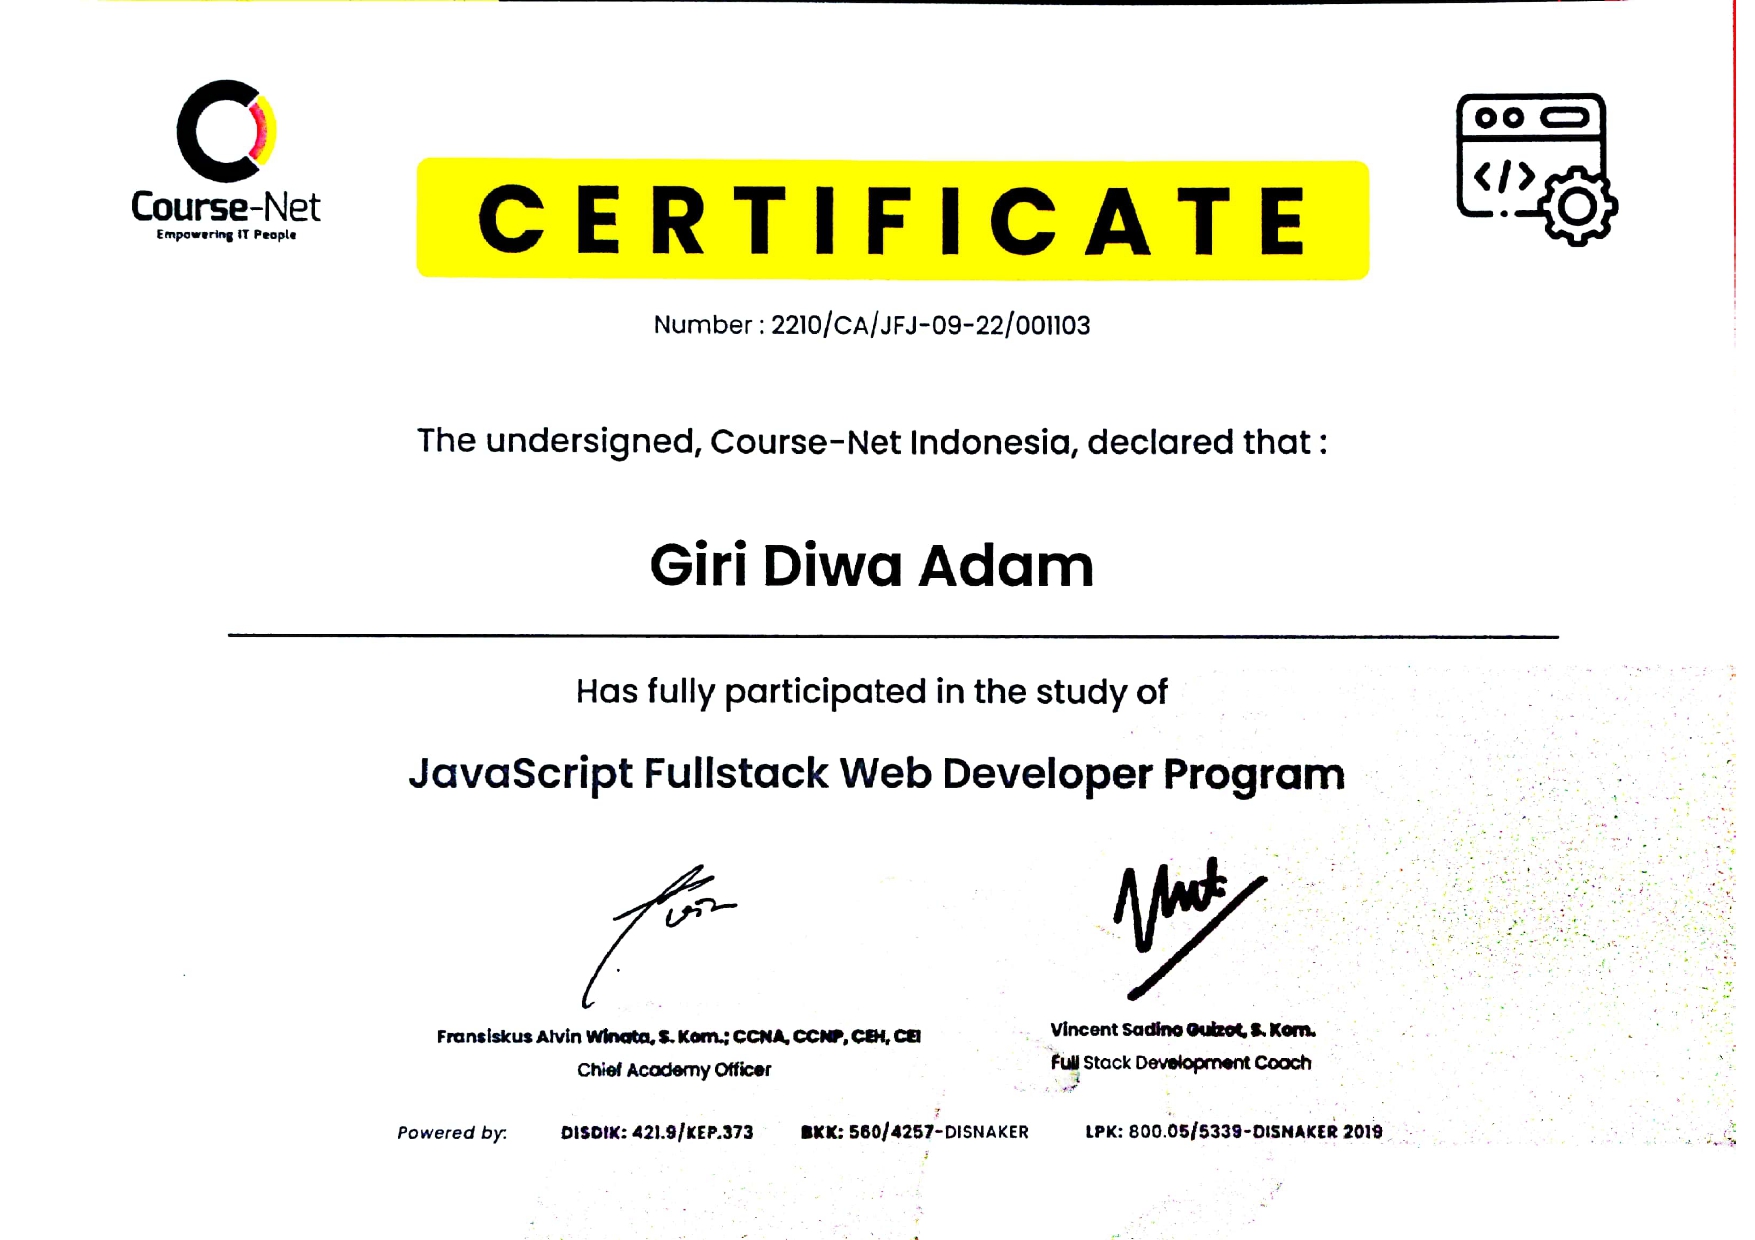 Course-Net
Empowering IT People
CERTIFICATE
</>
Number : 2210/CA/JFJ-09-22/001103
The undersigned, Course-Net Indonesia, declared that :
Giri Diwa Adam
Has fully participated in the study of
JavaScript Fullstack Web Developer Program
Fransiskus Alvin Winata, S. Kom.; CCNA, CCNP, CEH, CEI
Chief Academy Officer
Vincent Sadino Guizot, S. Kom.
Full Stack Development Coach
Powered by: DISDIK: 421.9/KEP.373 BKK: 560/4257-DISNAKER LPK: 800.05/5339-DISNAKER 2019